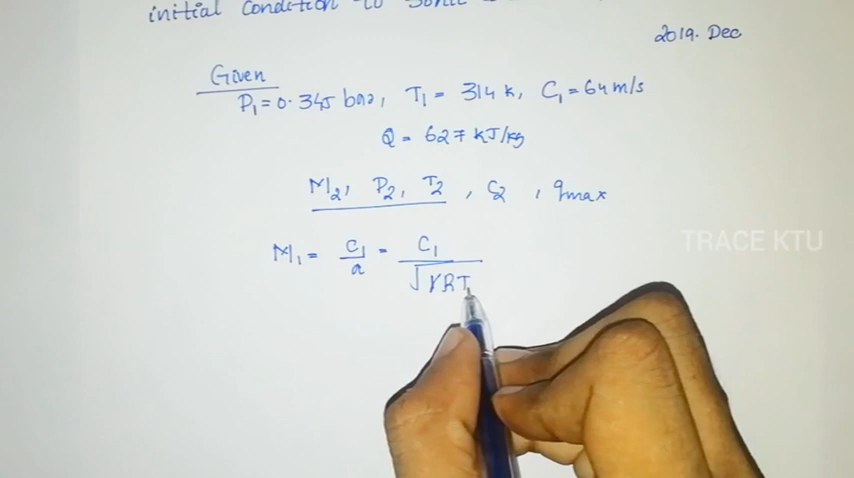 initial condition to
2019. Dec
Given
P₁ = 0.345 bar, T₁ = 314 K, C₁ = 64 m/s
Q = 627 kJ/kg
M₂, P₂, T₂, C₂, qmax
TRACE KTU
M₁ = C₁/a = C₁/√γRT